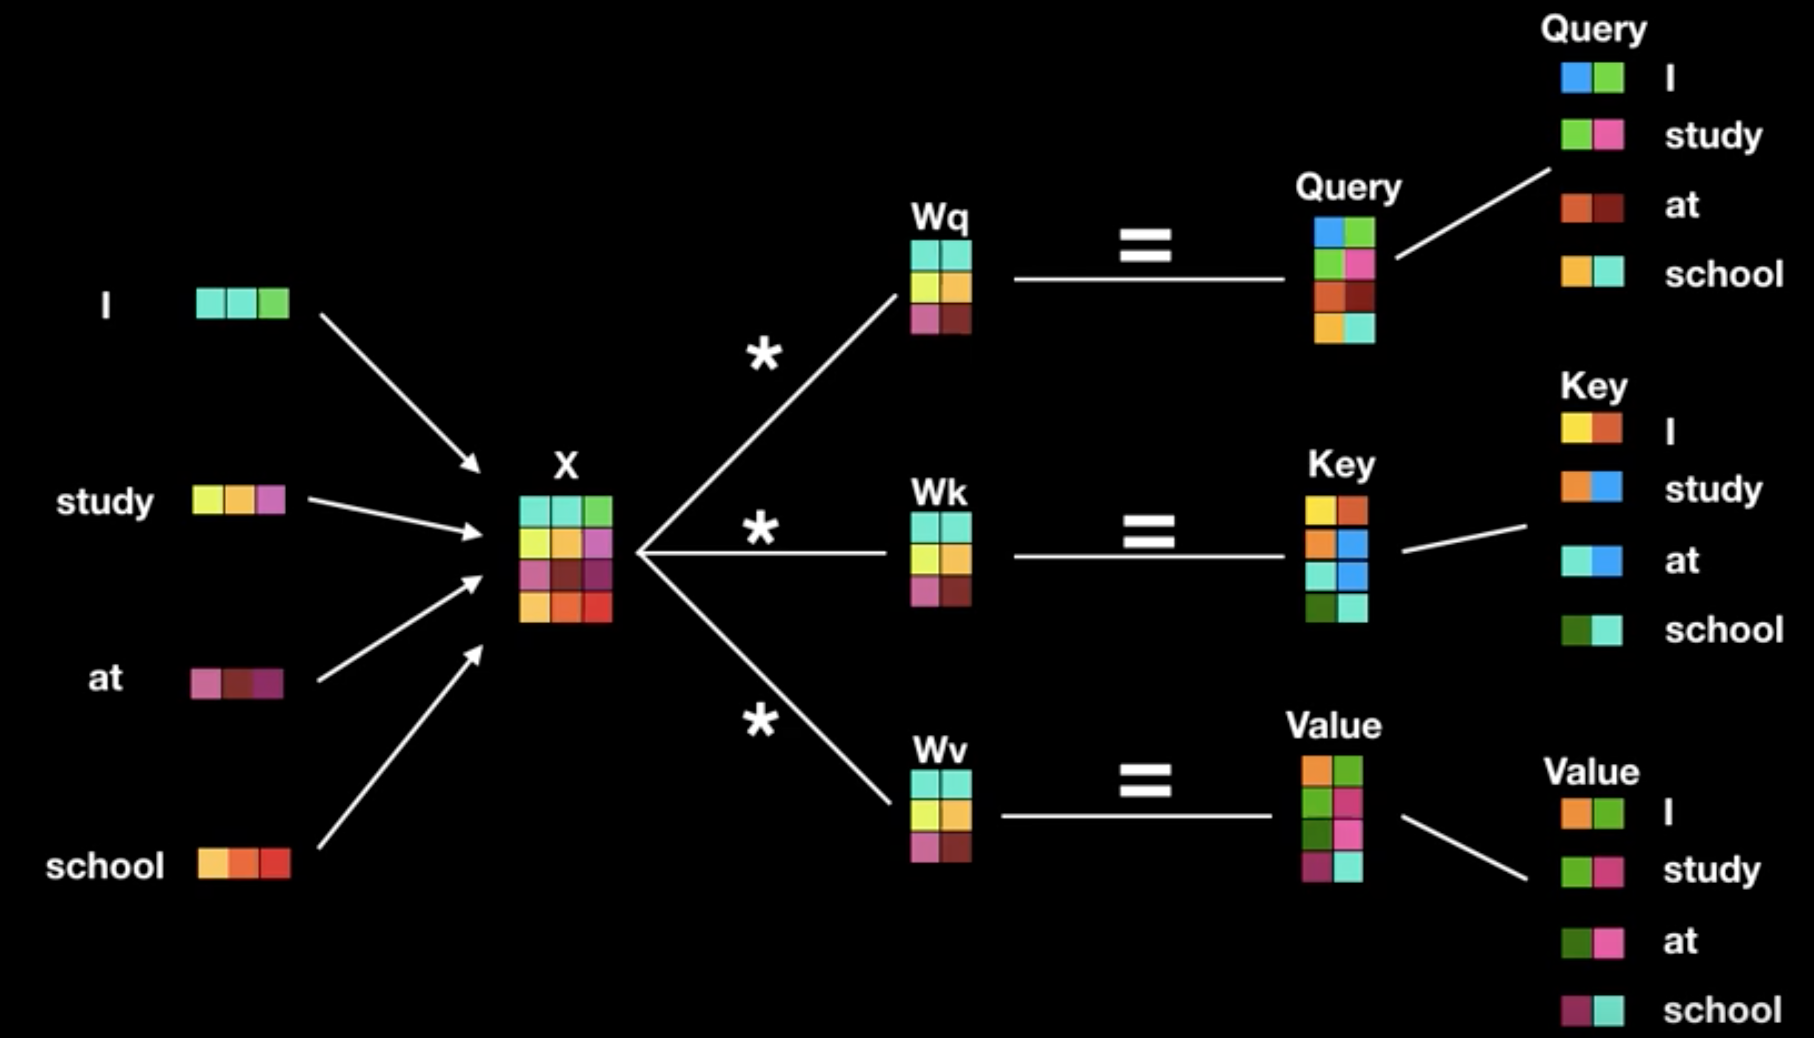 I
study
at
school
X
*
*
*
Wq
Wk
Wv
=
=
=
Query
Key
Value
Query
I
study
at
school
Key
I
study
at
school
Value
I
study
at
school